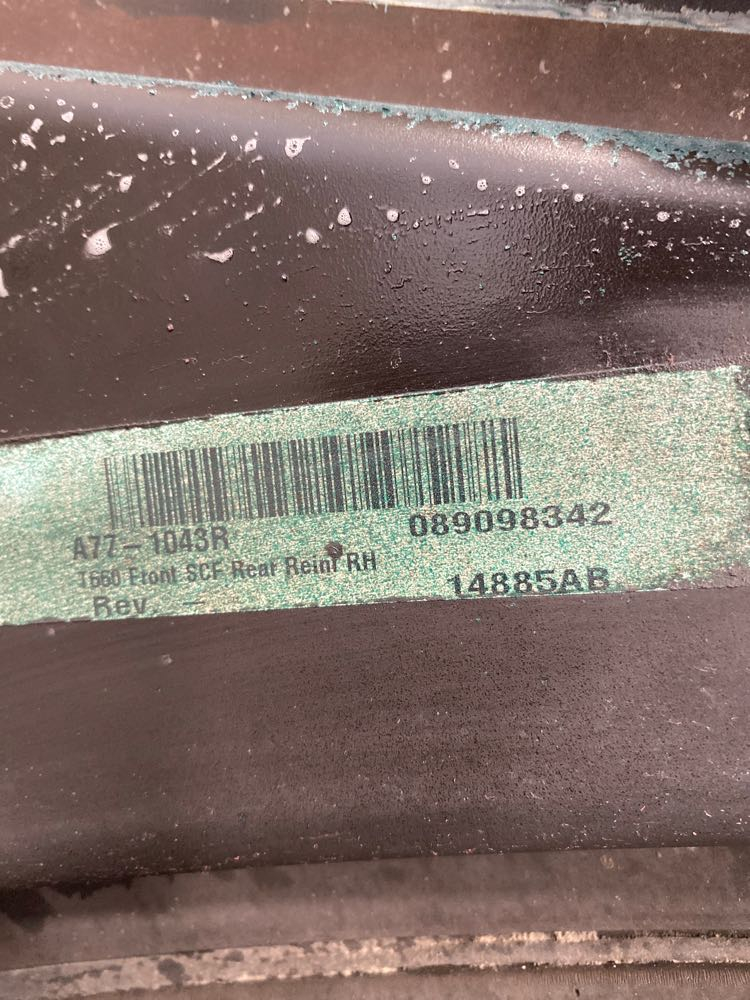 A77-1043R
089098342
T660 Front SCF Rear Reinf RH
14885AB
Rev. -